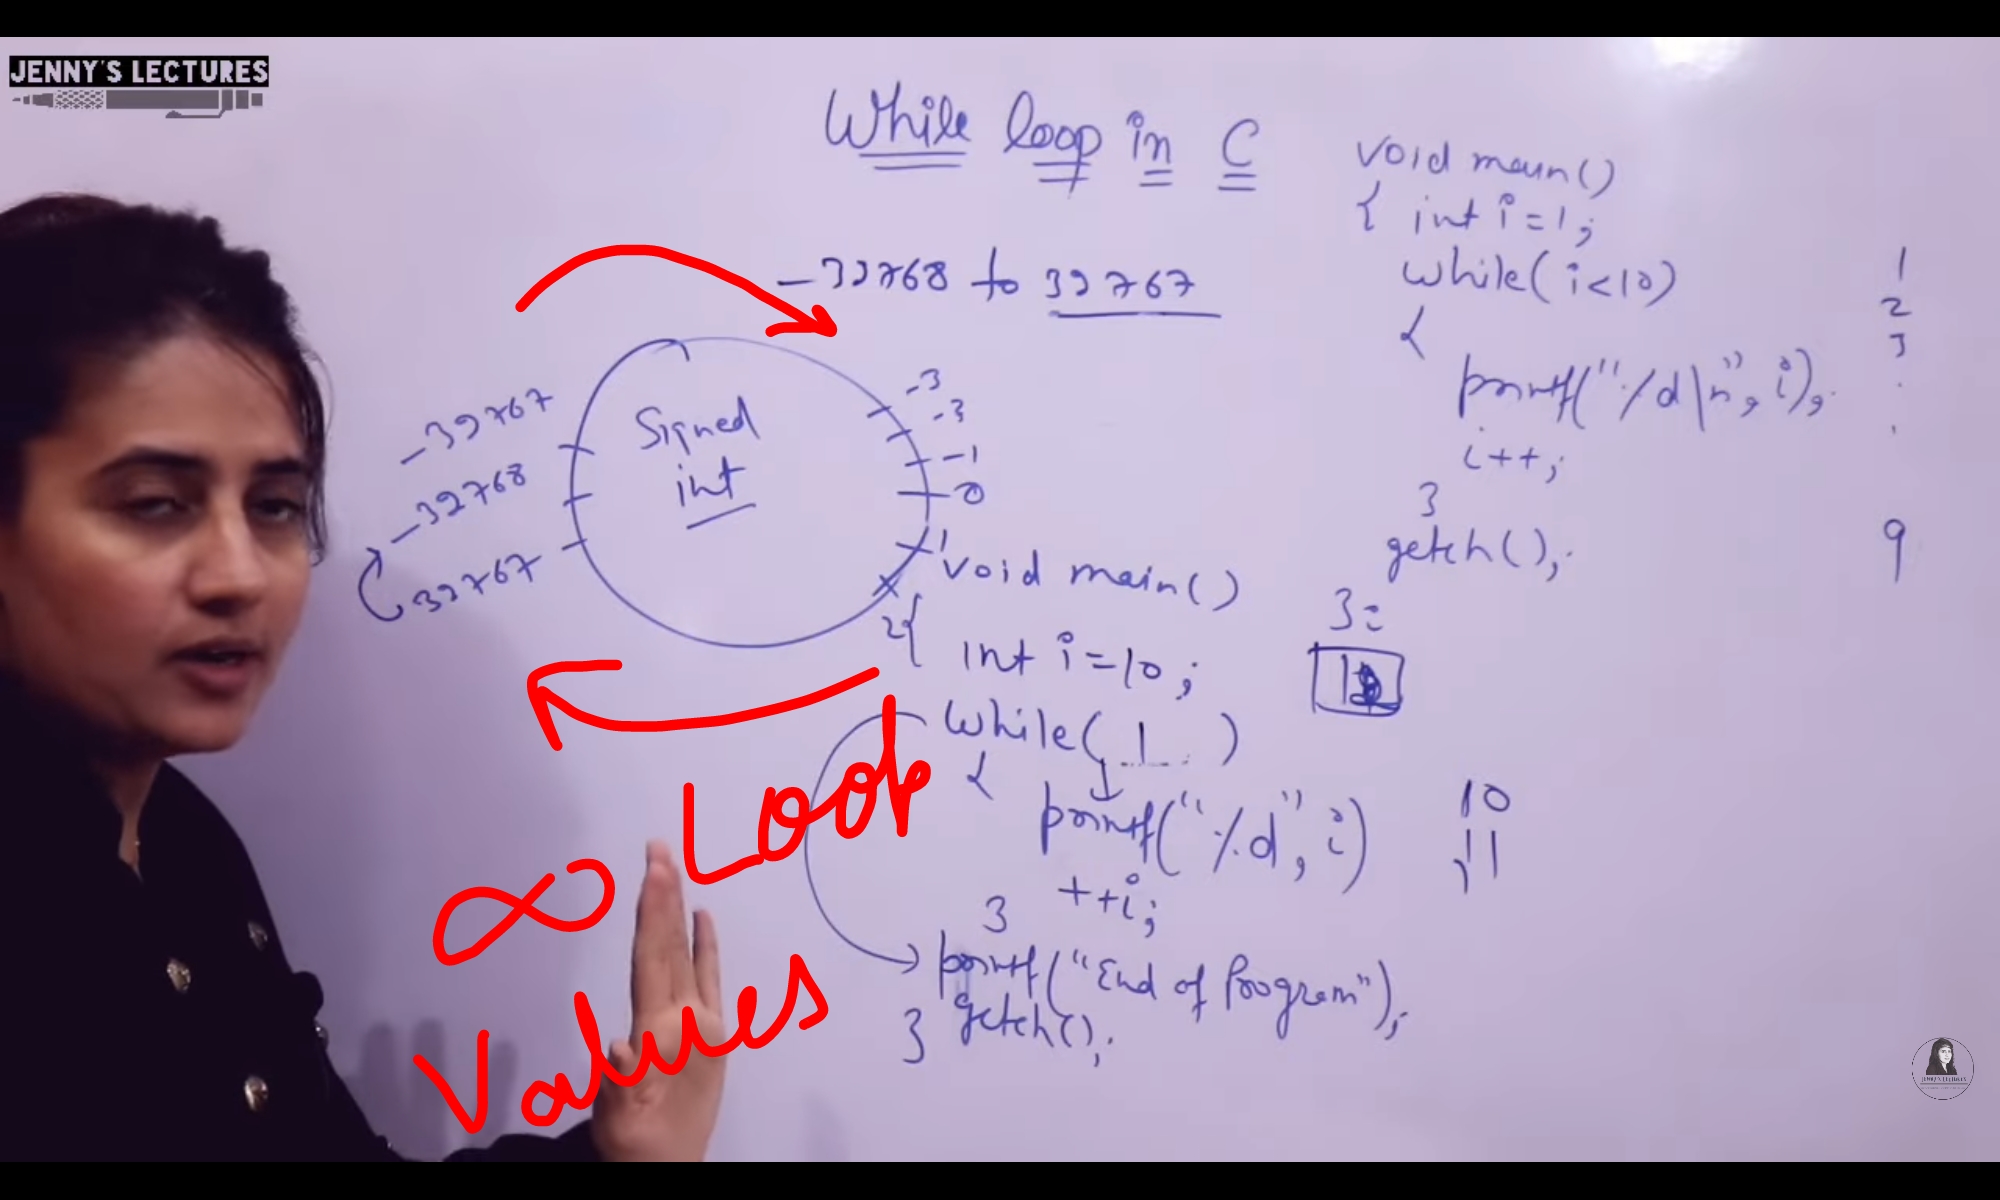 JENNY'S LECTURES
While loop in C
-32768 to 32767
Signed
int
-32767
-32768
32767
-3
-3
-1
0
1
2
void main()
{ int i=1;
while(i<10)
{
printf("%d\n", i);
i++;
}
getch();
}
1
2
3
.
.
9
void main()
{
int i=10;
while(1)
{
printf("%d", i)
++i;
}
printf("End of Program");
getch();
}
10
11
∞ Loop
Values